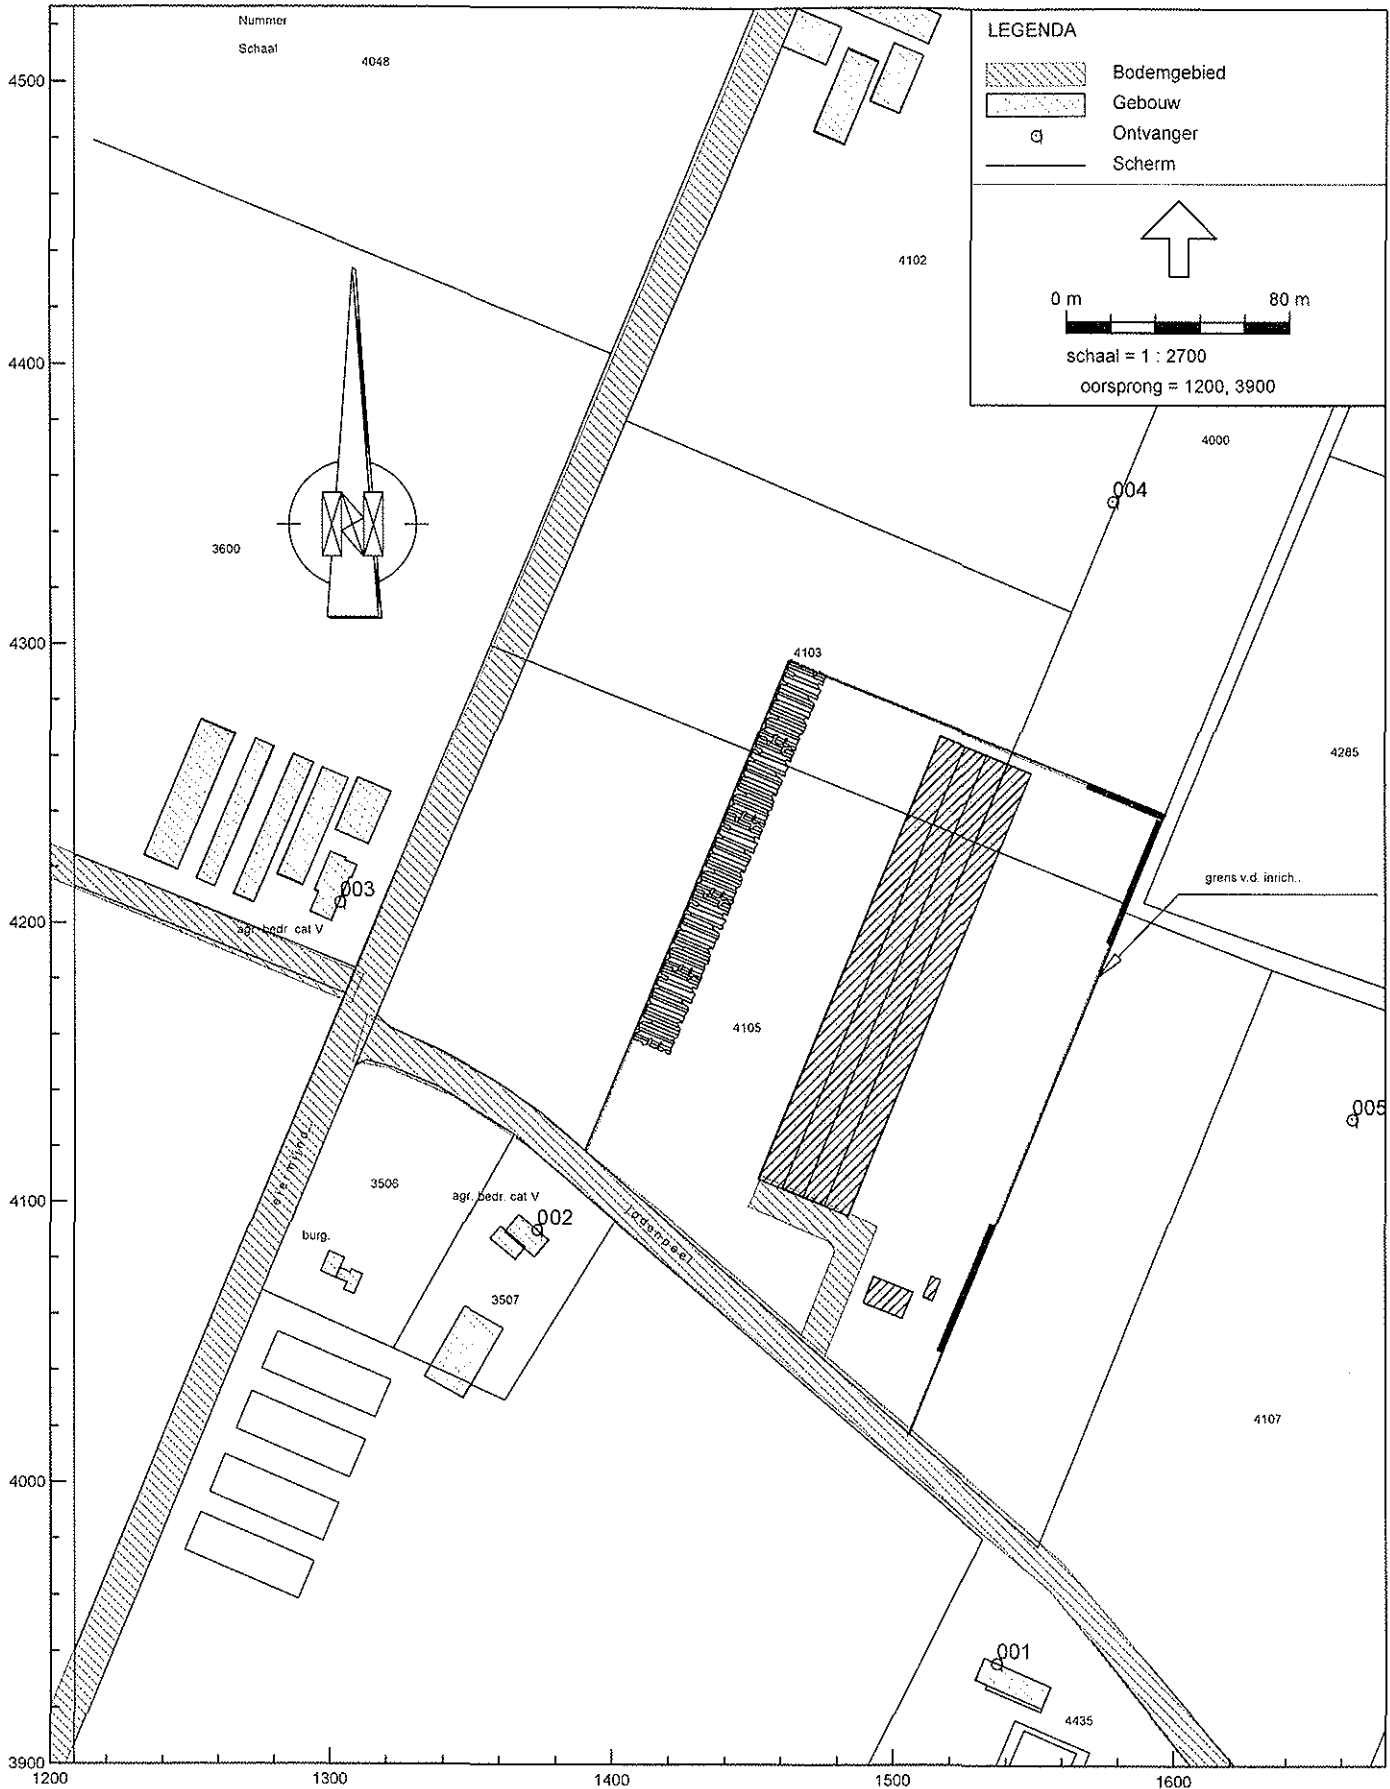 Nummer
Schaal
4048
LEGENDA
Bodemgebied
Gebouw
Ontvanger
Scherm
0 m 80 m
schaal = 1 : 2700
oorsprong = 1200, 3900
4500
4400
4300
4200
4100
4000
3900
1200
1300
1400
1500
1600
4102
4000
004
3600
4103
4285
003
agr. bedr. cat V
grens v.d. inrich..
4105
005
3506
agr. bedr. cat V
002
jodenpeel
burg.
3507
4107
001
4435